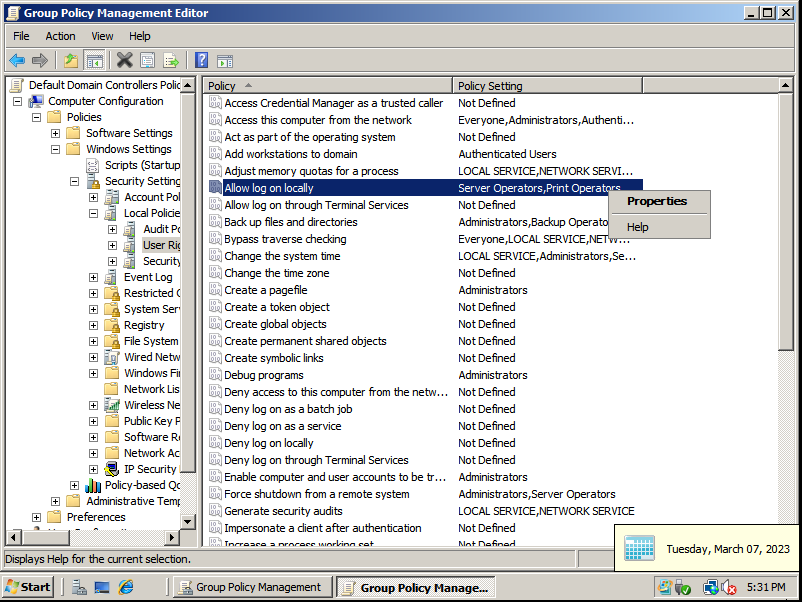 Group Policy Management Editor
File Action View Help
Default Domain Controllers Polic
Computer Configuration
Policies
Software Settings
Windows Settings
Scripts (Startup
Security Setting
Account Poli
Local Policie
Audit Po
User Rig
Security
Event Log
Restricted G
System Serv
Registry
File System
Wired Netw
Windows Fir
Network List
Wireless Ne
Public Key P
Software Re
Network Acc
IP Security
Policy-based Qo
Administrative Temp
Preferences
Policy Policy Setting
Access Credential Manager as a trusted caller Not Defined
Access this computer from the network Everyone,Administrators,Authenti...
Act as part of the operating system Not Defined
Add workstations to domain Authenticated Users
Adjust memory quotas for a process LOCAL SERVICE,NETWORK SERVI...
Allow log on locally Server Operators,Print Operators
Allow log on through Terminal Services Not Defined
Back up files and directories Administrators,Backup Operato
Bypass traverse checking Everyone,LOCAL SERVICE,NETW...
Change the system time LOCAL SERVICE,Administrators,Se...
Change the time zone Not Defined
Create a pagefile Administrators
Create a token object Not Defined
Create global objects Not Defined
Create permanent shared objects Not Defined
Create symbolic links Not Defined
Debug programs Administrators
Deny access to this computer from the netw... Not Defined
Deny log on as a batch job Not Defined
Deny log on as a service Not Defined
Deny log on locally Not Defined
Deny log on through Terminal Services Not Defined
Enable computer and user accounts to be tr... Administrators
Force shutdown from a remote system Administrators,Server Operators
Generate security audits LOCAL SERVICE,NETWORK SERVICE
Impersonate a client after authentication Not Defined
Increase a process working set Not Defined
Properties
Help
Displays Help for the current selection.
Tuesday, March 07, 2023
Start
Group Policy Management
Group Policy Manage...
5:31 PM